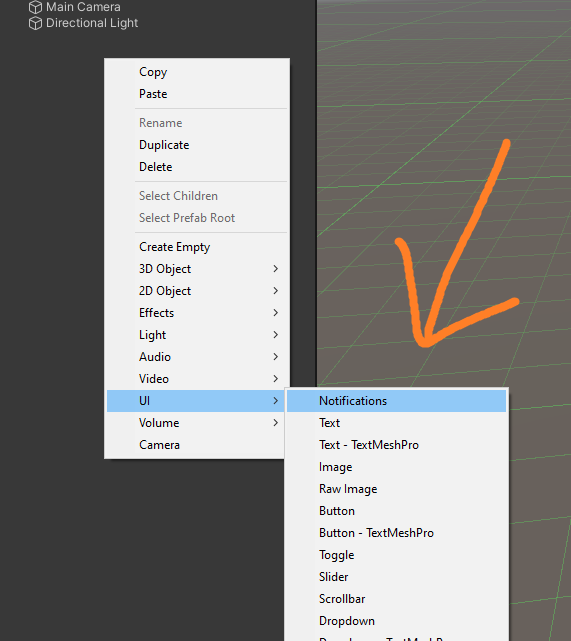 Main Camera
Directional Light
Copy
Paste
Rename
Duplicate
Delete
Select Children
Select Prefab Root
Create Empty
3D Object
2D Object
Effects
Light
Audio
Video
UI
Volume
Camera
Notifications
Text
Text - TextMeshPro
Image
Raw Image
Button
Button - TextMeshPro
Toggle
Slider
Scrollbar
Dropdown